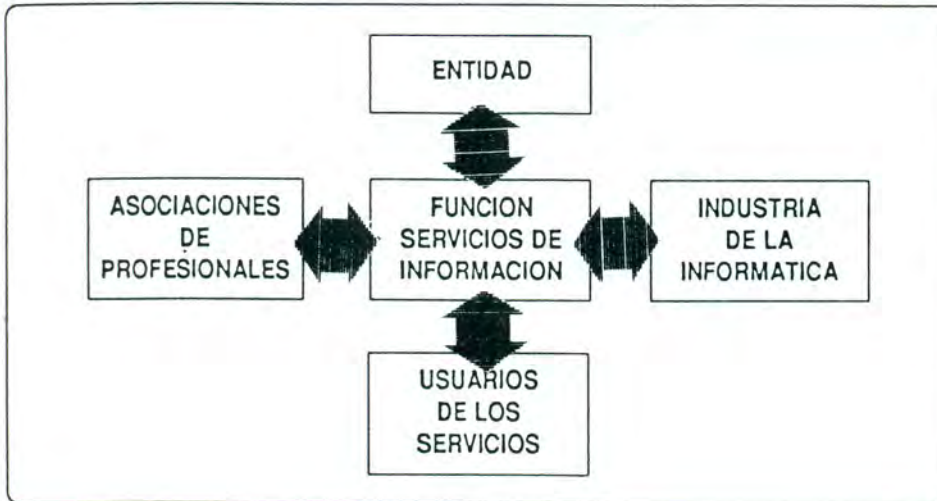 ENTIDAD
ASOCIACIONES
DE
PROFESIONALES
FUNCION
SERVICIOS DE
INFORMACION
INDUSTRIA
DE LA
INFORMATICA
USUARIOS
DE LOS
SERVICIOS